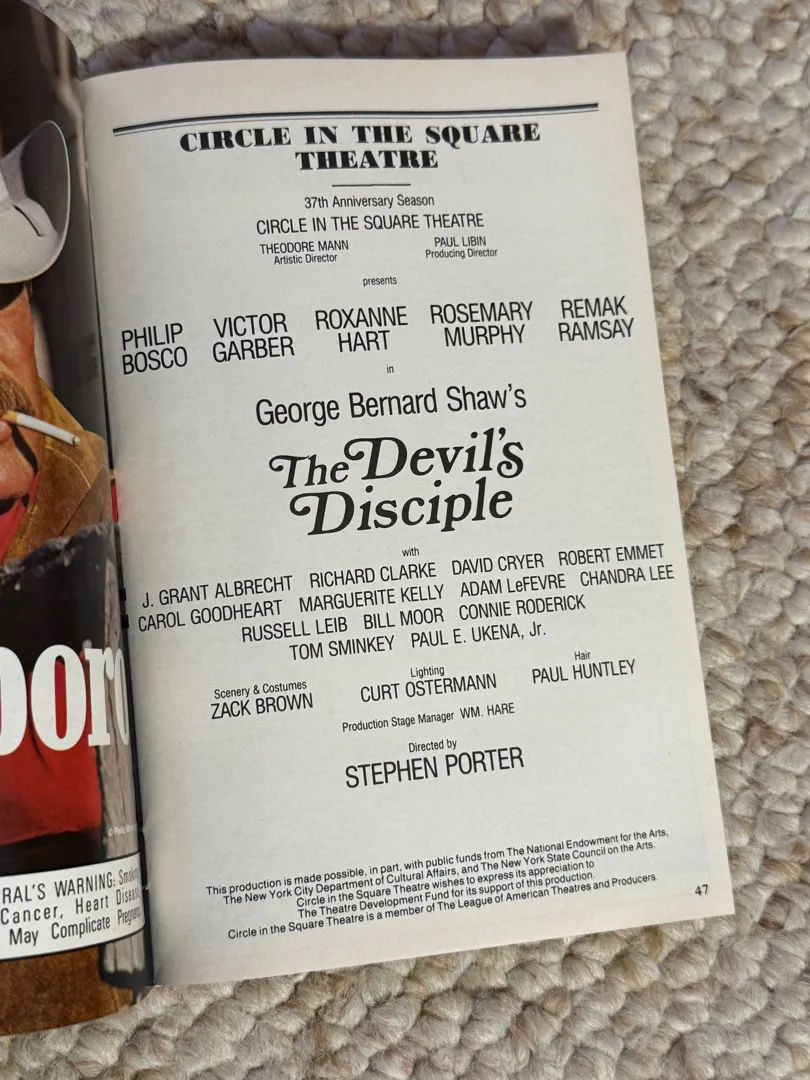 CIRCLE IN THE SQUARE
THEATRE
37th Anniversary Season
CIRCLE IN THE SQUARE THEATRE
THEODORE MANN PAUL LIBIN
Artistic Director Producing Director
presents
PHILIP VICTOR ROXANNE ROSEMARY REMAK
BOSCO GARBER HART MURPHY RAMSAY
in
George Bernard Shaw's
The Devil's
Disciple
with
J. GRANT ALBRECHT RICHARD CLARKE DAVID CRYER ROBERT EMMET
CAROL GOODHEART MARGUERITE KELLY ADAM LeFEVRE CHANDRA LEE
RUSSELL LEIB BILL MOOR CONNIE RODERICK
TOM SMINKEY PAUL E. UKENA, Jr.
Scenery & Costumes Lighting Hair
ZACK BROWN CURT OSTERMANN PAUL HUNTLEY
Production Stage Manager WM. HARE
Directed by
STEPHEN PORTER
This production is made possible, in part, with public funds from The National Endowment for the Arts,
The New York City Department of Cultural Affairs, and The New York State Council on the Arts.
Circle in the Square Theatre wishes to express its appreciation to
The Theatre Development Fund for its support of this production.
Circle in the Square Theatre is a member of The League of American Theatres and Producers.
47
boro
RAL'S WARNING: Smoking
Cancer, Heart Disease
May Complicate